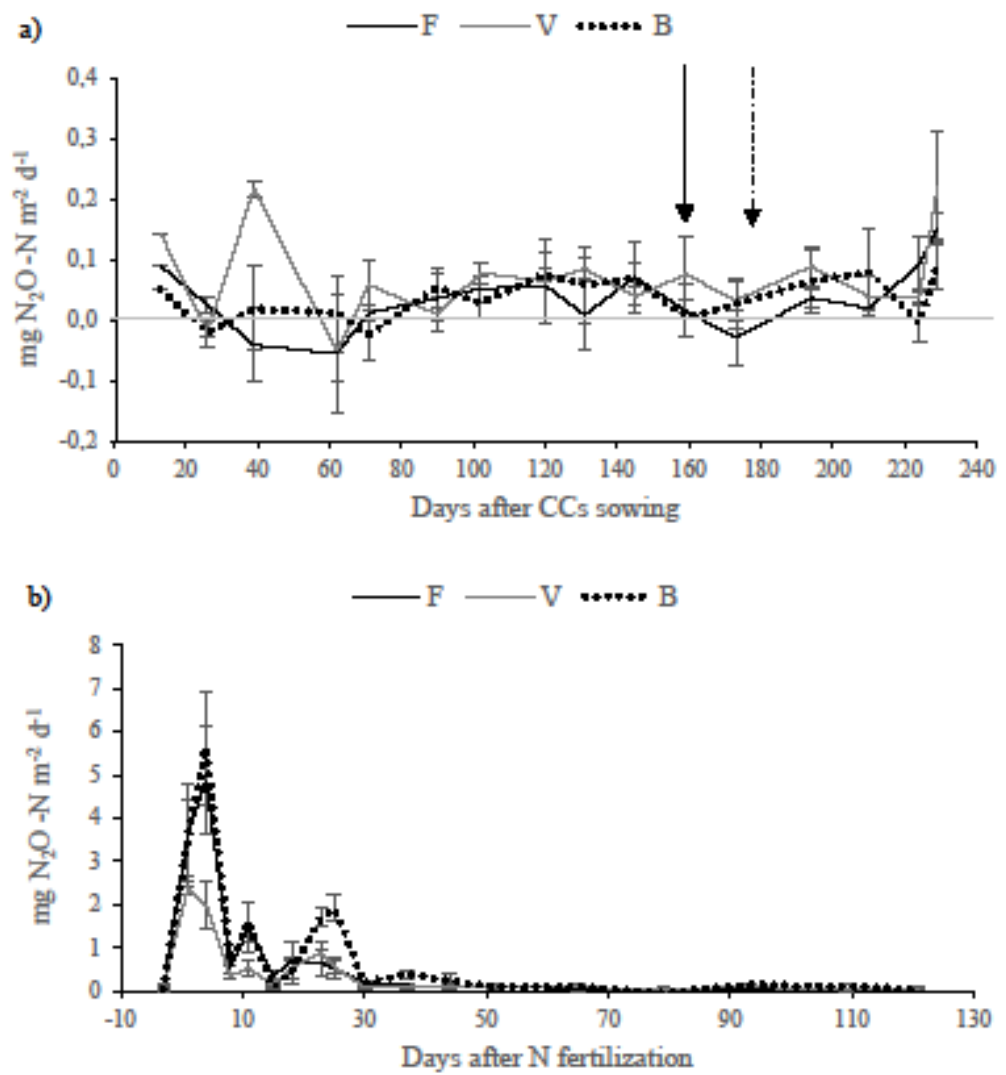 a)
F V B
0,4
0,3
0,2
0,1
0,0
-0,1
-0,2
mg N₂O -N m⁻² d⁻¹
0 20 40 60 80 100 120 140 160 180 200 220 240
Days after CCs sowing
b)
F V B
8
7
6
5
4
3
2
1
0
mg N₂O -N m⁻² d⁻¹
-10 10 30 50 70 90 110 130
Days after N fertilization